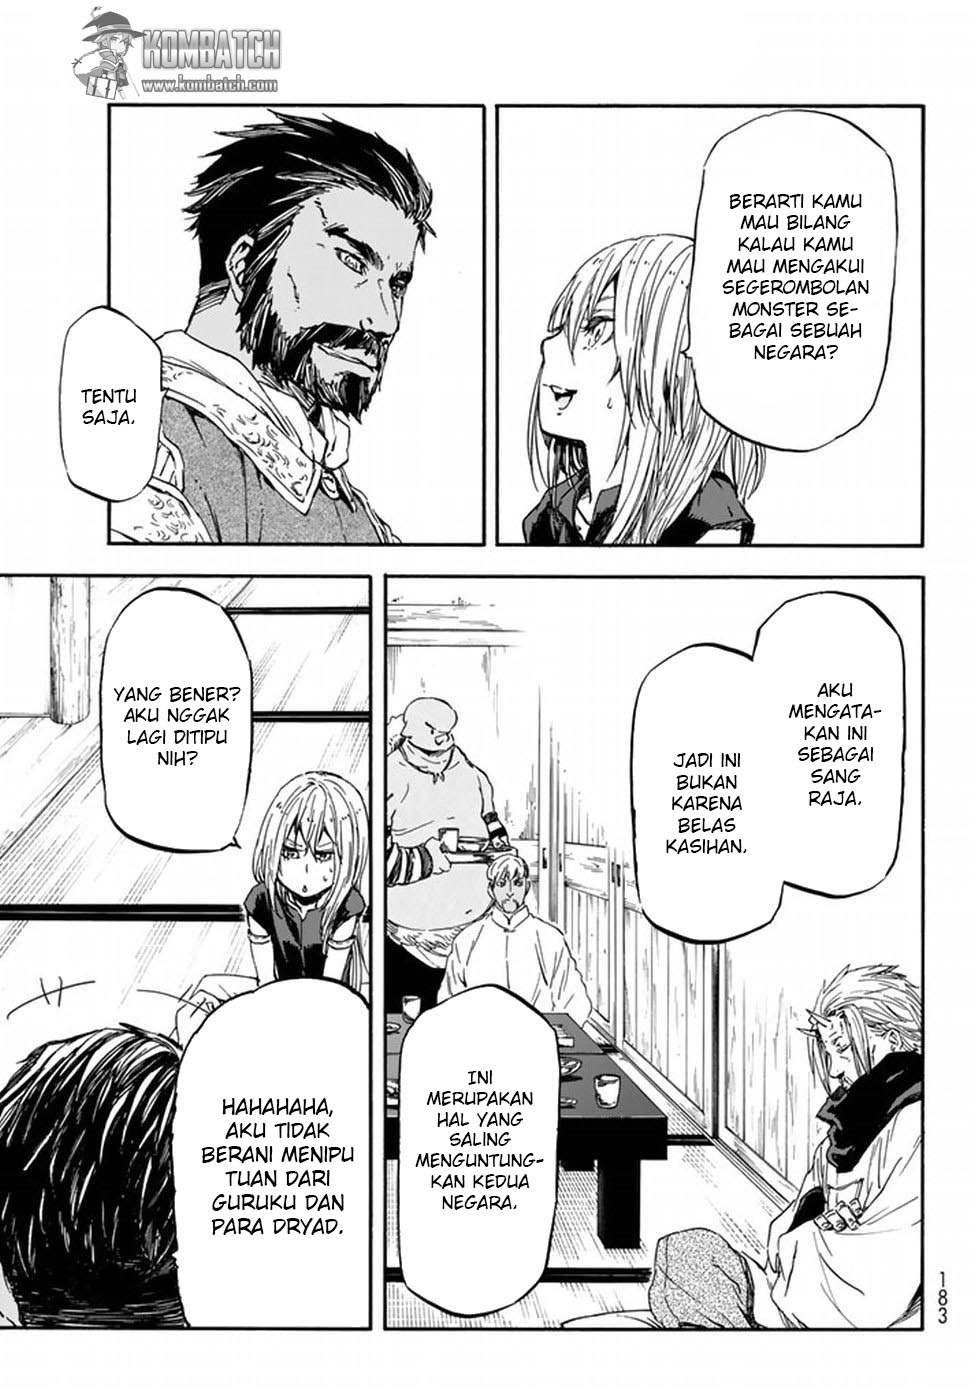 KOMBATCH
www.kombatch.com
BERARTI KAMU
MAU BILANG
KALAU KAMU
MAU MENGAKUI
SEGEROMBOLAN
MONSTER SE-
BAGAI SEBUAH
NEGARA?
TENTU
SAJA.
AKU
MENGATA-
KAN INI
SEBAGAI
SANG
RAJA.
JADI INI
BUKAN
KARENA
BELAS
KASIHAN.
INI
MERUPAKAN
HAL YANG
SALING
MENGUNTUNG-
KAN KEDUA
NEGARA.
YANG BENER?
AKU NGGAK
LAGI DITIPU
NIH?
HAHAHAHA,
AKU TIDAK
BERANI MENIPU
TUAN DARI
GURUKU DAN
PARA DRYAD.
183